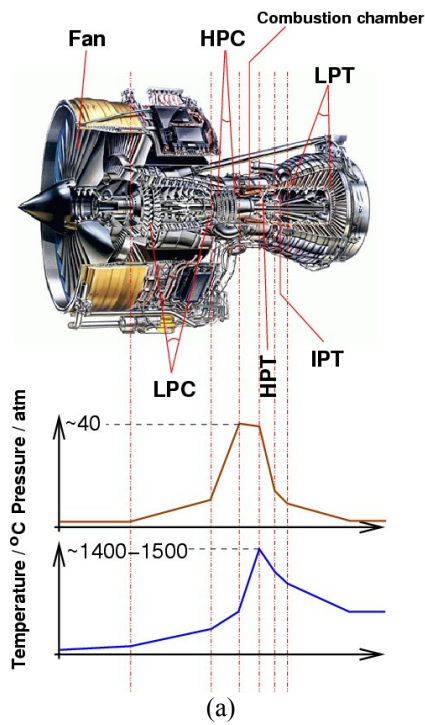 Combustion chamber
Fan
HPC
LPT
LPC
HPT
IPT
Pressure / atm
~40
Temperature / °C
~1400-1500
(a)